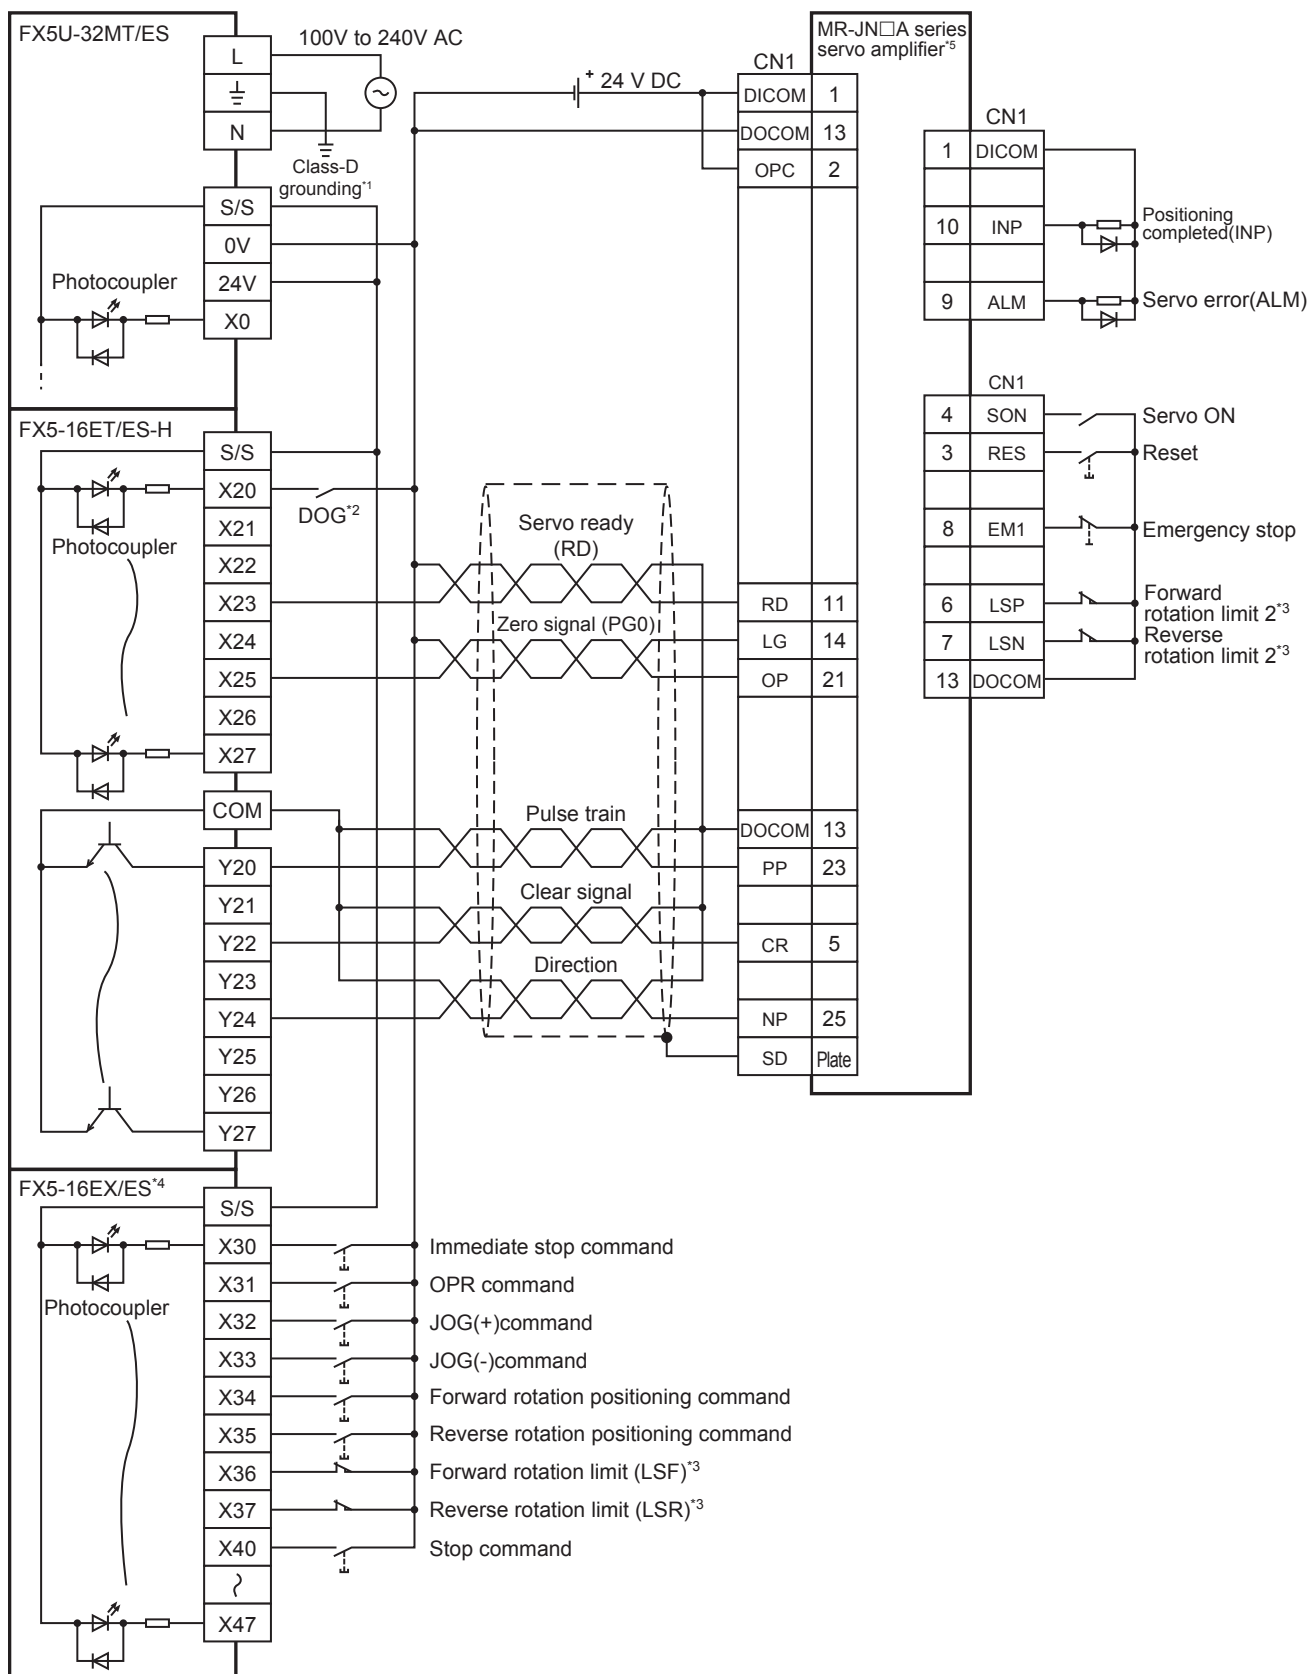 FX5U-32MT/ES
L
N
100V to 240V AC
Class-D
grounding*1
S/S
0V
24V
X0
Photocoupler
FX5-16ET/ES-H
S/S
X20
X21
X22
X23
X24
X25
X26
X27
Photocoupler
DOG*2
COM
Y20
Y21
Y22
Y23
Y24
Y25
Y26
Y27
FX5-16EX/ES*4
S/S
X30
X31
X32
X33
X34
X35
X36
X37
X40
X47
Photocoupler
Immediate stop command
OPR command
JOG(+)command
JOG(-)command
Forward rotation positioning command
Reverse rotation positioning command
Forward rotation limit (LSF)*3
Reverse rotation limit (LSR)*3
Stop command
+ 24 V DC
Servo ready
(RD)
Zero signal (PG0)
Pulse train
Clear signal
Direction
MR-JN□A series
servo amplifier*5
CN1
DICOM 1
DOCOM 13
OPC 2
RD 11
LG 14
OP 21
DOCOM 13
PP 23
CR 5
NP 25
SD Plate
CN1
1 DICOM
10 INP
9 ALM
Positioning
completed(INP)
Servo error(ALM)
CN1
4 SON
3 RES
8 EM1
6 LSP
7 LSN
13 DOCOM
Servo ON
Reset
Emergency stop
Forward
rotation limit 2*3
Reverse
rotation limit 2*3